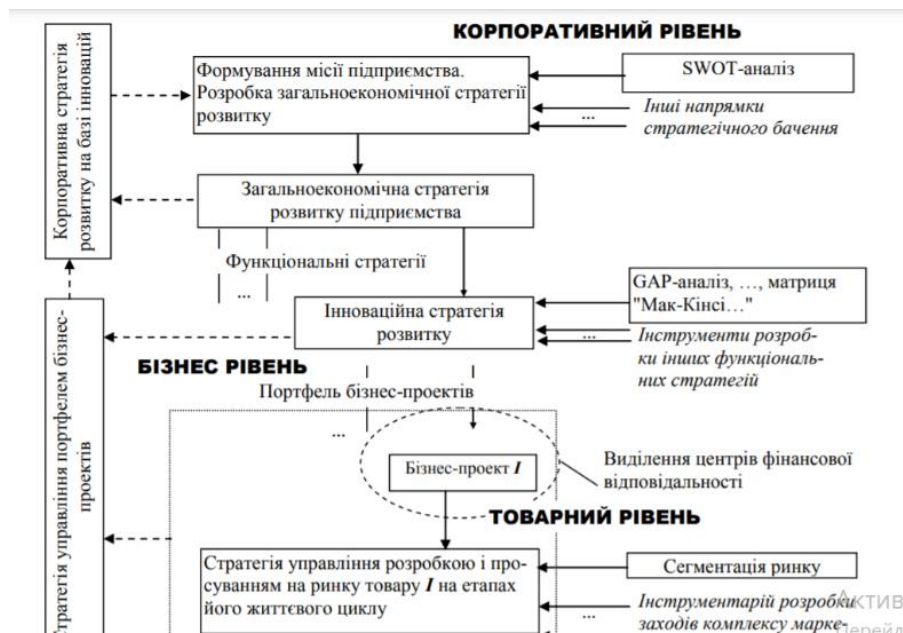 КОРПОРАТИВНИЙ РІВЕНЬ
Корпоративна стратегія
розвитку на базі інновацій
Формування місії підприємства.
Розробка загальноекономічної стратегії
розвитку
SWOT-аналіз
Інші напрямки
...
стратегічного бачення
Загальноекономічна стратегія
розвитку підприємства
Функціональні стратегії
...
Інноваційна стратегія
розвитку
GAP-аналіз, …, матриця
"Мак-Кінсі…"
...
Інструменти розроб-
ки інших функціональ-
них стратегій
БІЗНЕС РІВЕНЬ
Стратегія управління портфелем бізнес-
проектів
Портфель бізнес-проектів
...
Бізнес-проект I
Виділення центрів фінансової
відповідальності
ТОВАРНИЙ РІВЕНЬ
Стратегія управління розробкою і про-
суванням на ринку товару I на етапах
його життєвого циклу
Сегментація ринку
Інструментарій розробки
...
заходів комплексу марке-